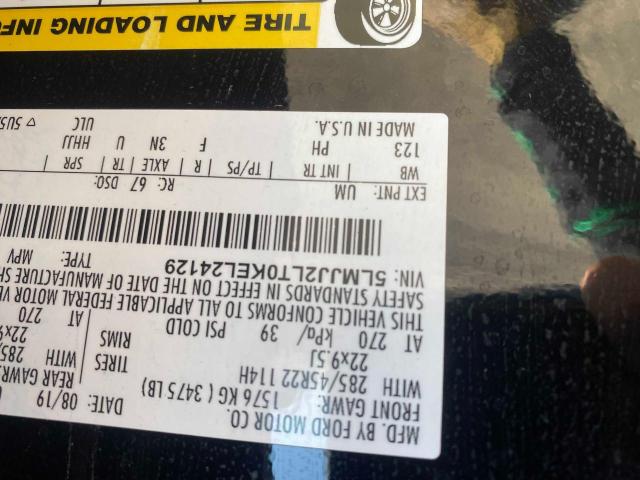 MFD. BY FORD MOTOR CO.
DATE: 08/19
FRONT GAWR: 1576 KG (3475 LB)
REAR GAWR:
WITH 285/45R22 114H TIRES WITH 285/
22x9.5J RIMS 22x9
AT 270 kPa/ 39 PSI COLD AT 270
THIS VEHICLE CONFORMS TO ALL APPLICABLE FEDERAL MOTOR VE
SAFETY STANDARDS IN EFFECT ON THE DATE OF MANUFACTURE SH
VIN: 5LMJJ2LT0KEL24129 TYPE: MPV
EXT PNT: UM RC: 67 DSO:
WB | INT TR | TP/PS | R | AXLE | TR | SPR
123 PH F 3N U HHJJ
MADE IN U.S.A. ULC ▽ 5U5
TIRE AND LOADING INFO